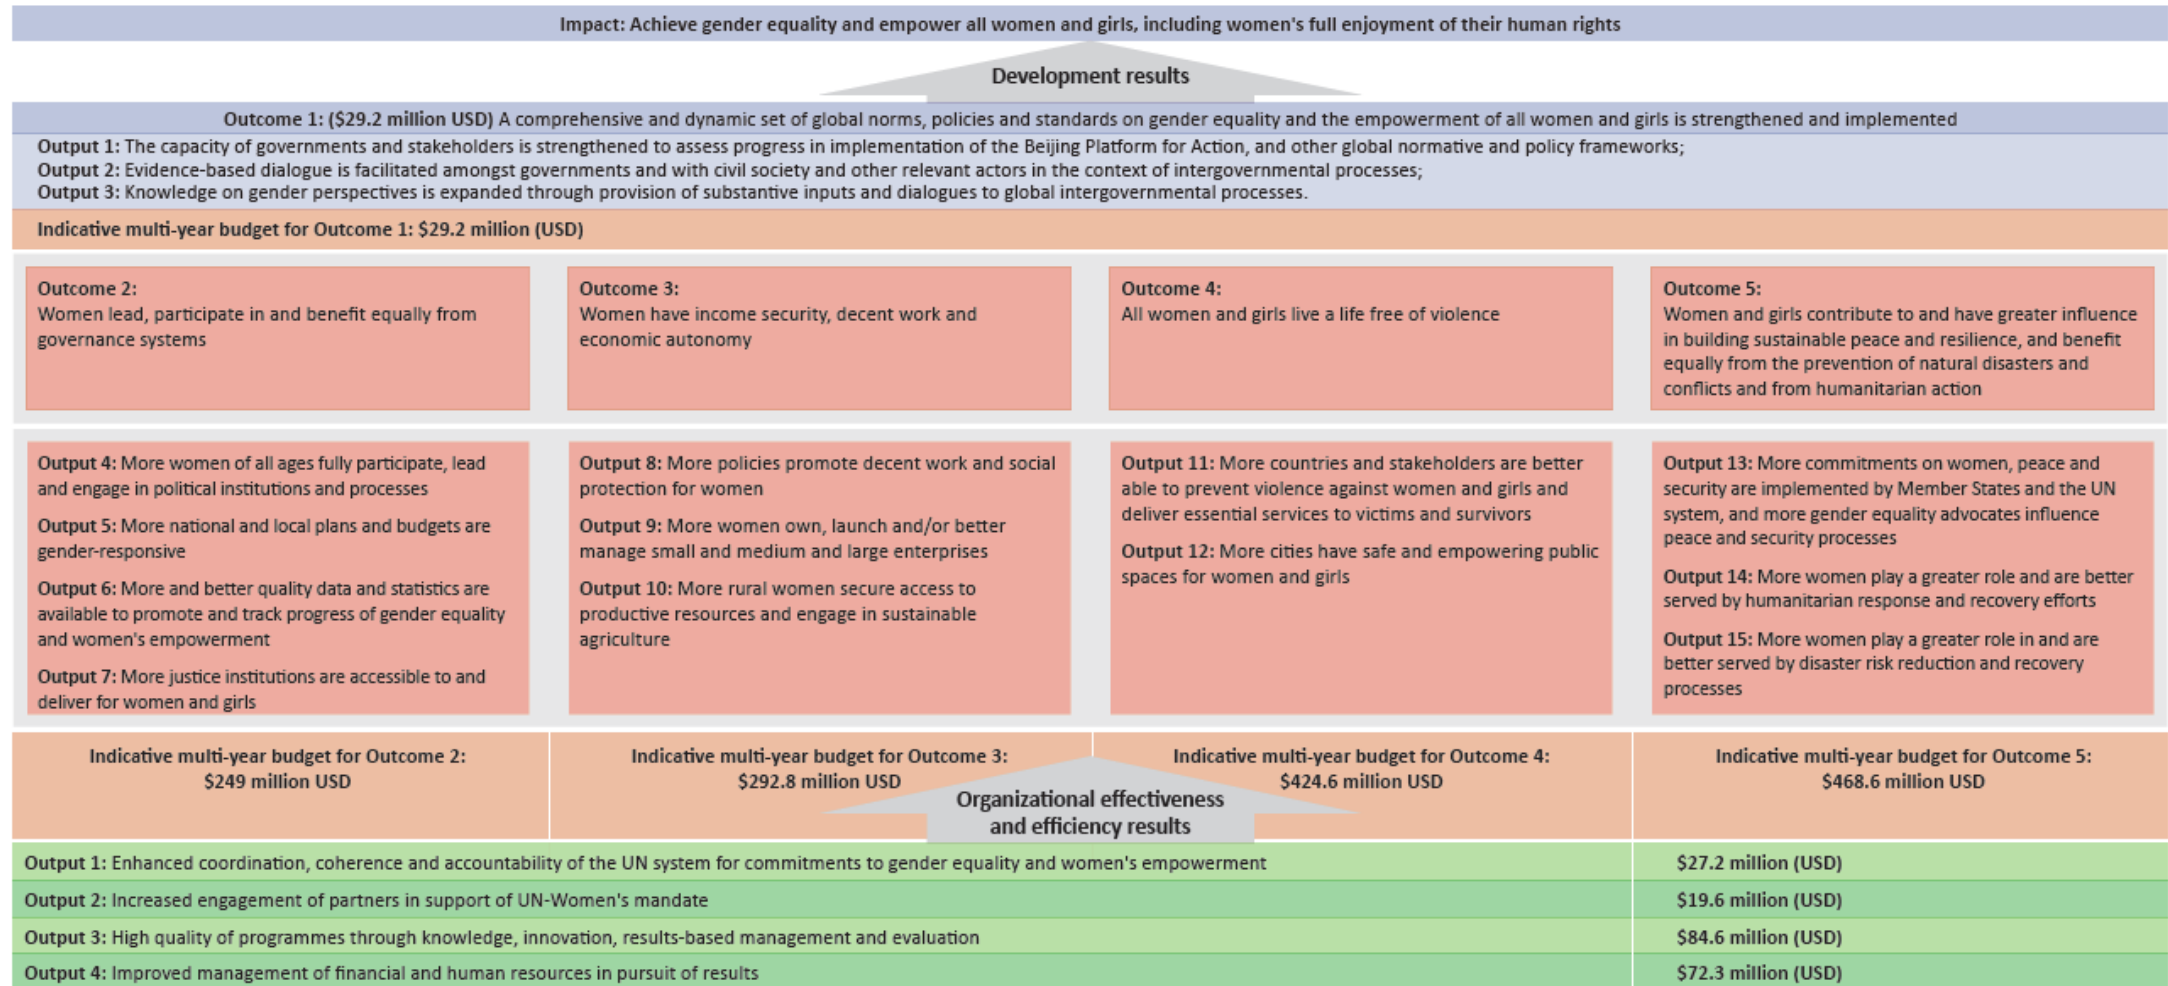 Impact: Achieve gender equality and empower all women and girls, including women's full enjoyment of their human rights
Development results
Outcome 1: ($29.2 million USD) A comprehensive and dynamic set of global norms, policies and standards on gender equality and the empowerment of all women and girls is strengthened and implemented
Output 1: The capacity of governments and stakeholders is strengthened to assess progress in implementation of the Beijing Platform for Action, and other global normative and policy frameworks;
Output 2: Evidence-based dialogue is facilitated amongst governments and with civil society and other relevant actors in the context of intergovernmental processes;
Output 3: Knowledge on gender perspectives is expanded through provision of substantive inputs and dialogues to global intergovernmental processes.
Indicative multi-year budget for Outcome 1: $29.2 million (USD)
Outcome 2:
Women lead, participate in and benefit equally from
governance systems
Outcome 3:
Women have income security, decent work and
economic autonomy
Outcome 4:
All women and girls live a life free of violence
Outcome 5:
Women and girls contribute to and have greater influence
in building sustainable peace and resilience, and benefit
equally from the prevention of natural disasters and
conflicts and from humanitarian action
Output 4: More women of all ages fully participate, lead
and engage in political institutions and processes
Output 5: More national and local plans and budgets are
gender-responsive
Output 6: More and better quality data and statistics are
available to promote and track progress of gender equality
and women's empowerment
Output 7: More justice institutions are accessible to and
deliver for women and girls
Output 8: More policies promote decent work and social
protection for women
Output 9: More women own, launch and/or better
manage small and medium and large enterprises
Output 10: More rural women secure access to
productive resources and engage in sustainable
agriculture
Output 11: More countries and stakeholders are better
able to prevent violence against women and girls and
deliver essential services to victims and survivors
Output 12: More cities have safe and empowering public
spaces for women and girls
Output 13: More commitments on women, peace and
security are implemented by Member States and the UN
system, and more gender equality advocates influence
peace and security processes
Output 14: More women play a greater role and are better
served by humanitarian response and recovery efforts
Output 15: More women play a greater role in and are
better served by disaster risk reduction and recovery
processes
Indicative multi-year budget for Outcome 2:
$249 million USD
Indicative multi-year budget for Outcome 3:
$292.8 million USD
Indicative multi-year budget for Outcome 4:
$424.6 million USD
Indicative multi-year budget for Outcome 5:
$468.6 million USD
Organizational effectiveness
and efficiency results
Output 1: Enhanced coordination, coherence and accountability of the UN system for commitments to gender equality and women's empowerment $27.2 million (USD)
Output 2: Increased engagement of partners in support of UN-Women's mandate $19.6 million (USD)
Output 3: High quality of programmes through knowledge, innovation, results-based management and evaluation $84.6 million (USD)
Output 4: Improved management of financial and human resources in pursuit of results $72.3 million (USD)